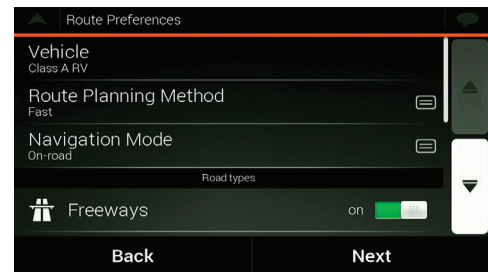 Route Preferences
Vehicle
Class A RV
Route Planning Method
Fast
Navigation Mode
On-road
Road types
Freeways on
Back Next